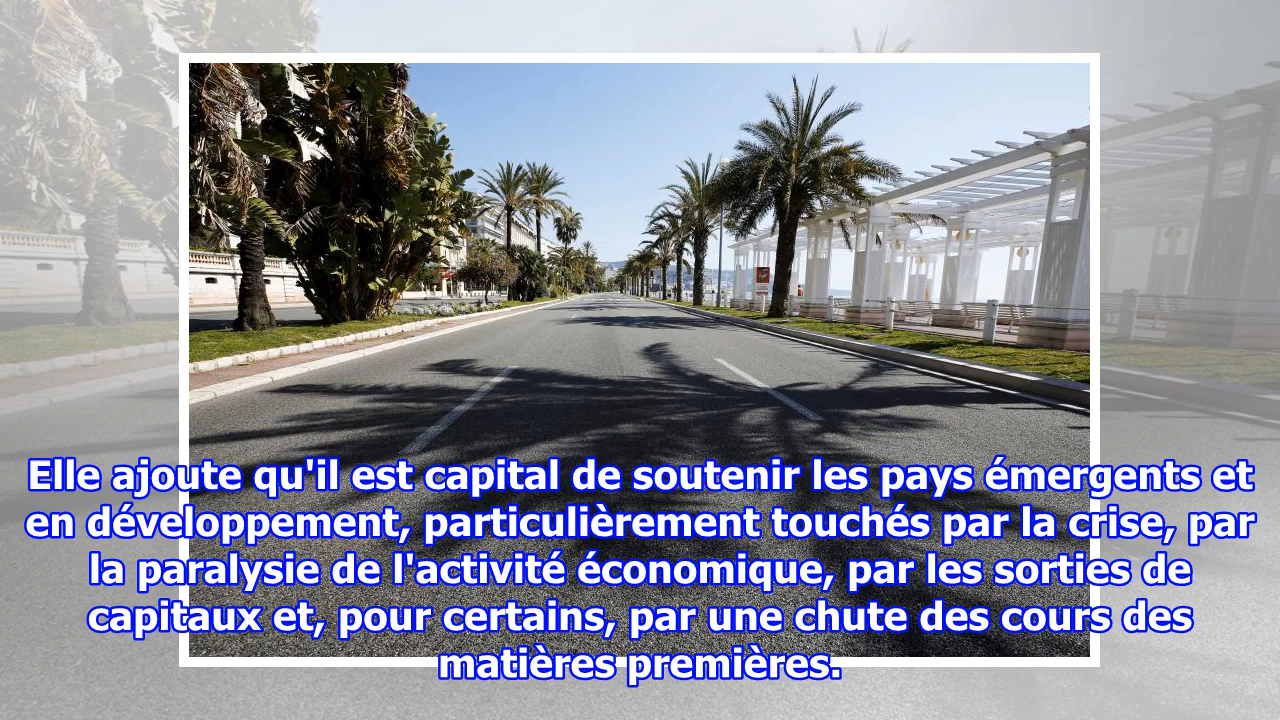 Elle ajoute qu'il est capital de soutenir les pays émergents et
en développement, particulièrement touchés par la crise, par
la paralysie de l'activité économique, par les sorties de
capitaux et, pour certains, par une chute des cours des
matières premières.